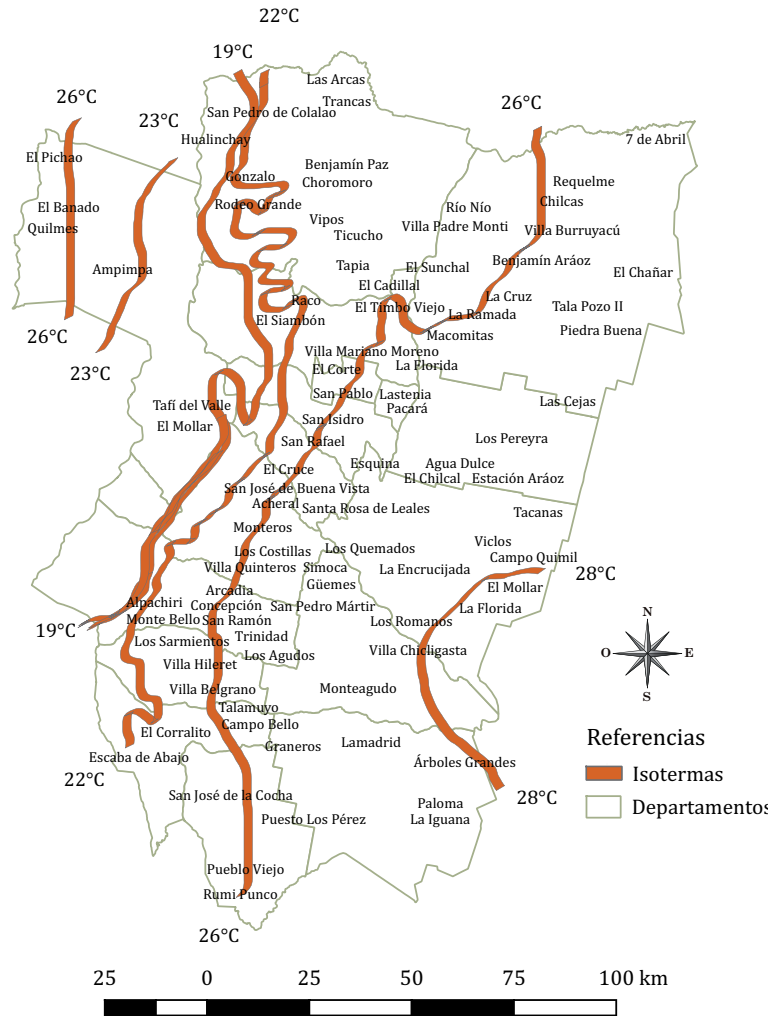 22°C
19°C
Las Arcas
26°C
Trancas
26°C
San Pedro de Colalao
23°C
Hualinchay
7 de Abril
El Pichao
Benjamín Paz
Gonzalo
Choromoro
Requelme
Chilcas
El Banado
Rodeo Grande
Río Nío
Quilmes
Vipos
Villa Padre Monti
Villa Burruyacú
Ticucho
Ampimpa
Tapia
El Sunchal
Benjamín Aráoz
El Chañar
El Cadillal
Raco
La Cruz
El Timbo Viejo
Tala Pozo II
El Siambón
La Ramada
26°C
Macomitas
Piedra Buena
23°C
Villa Mariano Moreno
El Corte
La Florida
San Pablo
Lastenia
Tafí del Valle
Pacará
Las Cejas
El Mollar
San Isidro
San Rafael
Los Pereyra
El Cruce
Esquina
Agua Dulce
El Chilcal
Estación Aráoz
San José de Buena Vista
Acheral
Santa Rosa de Leales
Tacanas
Monteros
Viclos
Los Costillas
Los Quemados
Campo Quimil
Villa Quinteros
Simoca
La Encrucijada
28°C
Güemes
El Mollar
Arcadia
Alpachiri
Concepción
San Pedro Mártir
La Florida
N
Monte Bello
San Ramón
Los Romanos
19°C
Trinidad
Los Sarmientos
Villa Chicligasta
O
E
Los Agudos
Villa Hileret
Villa Belgrano
Monteagudo
S
Talamuyo
Campo Bello
El Corralito
Graneros
Lamadrid
Referencias
Escaba de Abajo
Árboles Grandes
22°C
Isotermas
San José de la Cocha
28°C
Paloma
Departamentos
Puesto Los Pérez
La Iguana
Pueblo Viejo
Rumi Punco
26°C
25
0
25
50
75
100 km